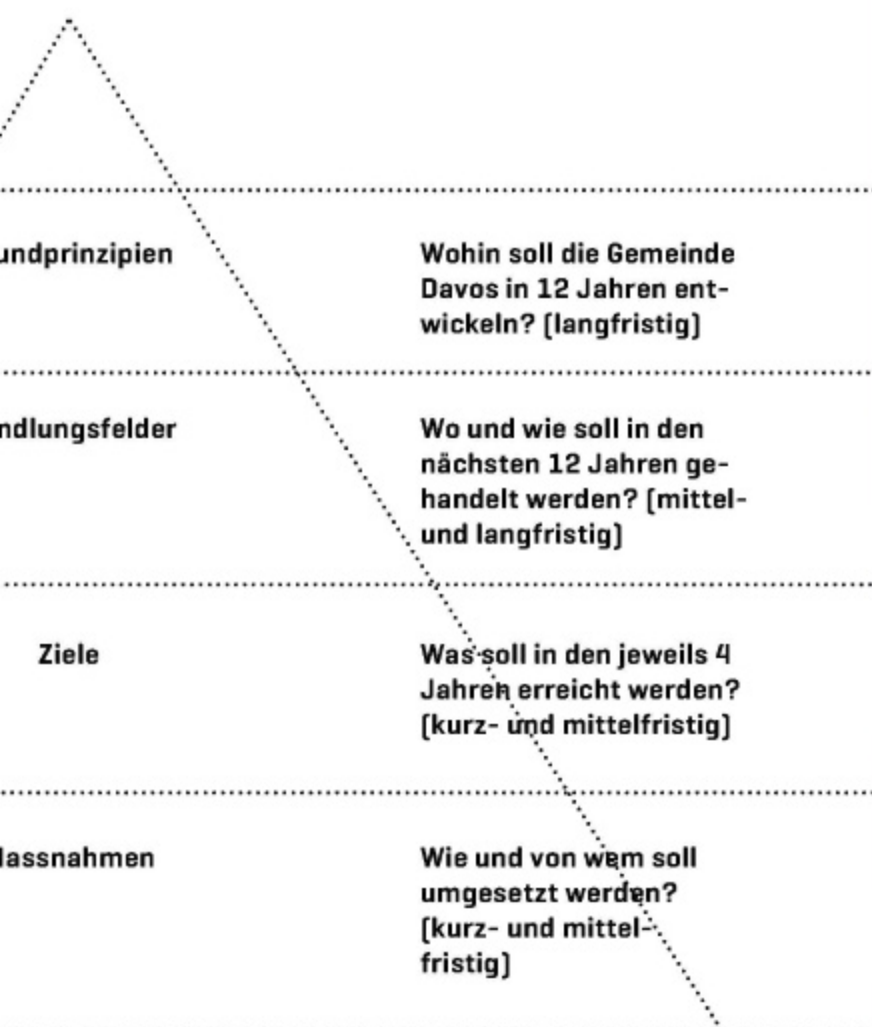 undprinzipien
Wohin soll die Gemeinde
Davos in 12 Jahren ent-
wickeln? (langfristig)
ndlungsfelder
Wo und wie soll in den
nächsten 12 Jahren ge-
handelt werden? (mittel-
und langfristig)
Ziele
Was soll in den jeweils 4
Jahren erreicht werden?
(kurz- und mittelfristig)
assnahmen
Wie und von wem soll
umgesetzt werden?
(kurz- und mittel-
fristig)